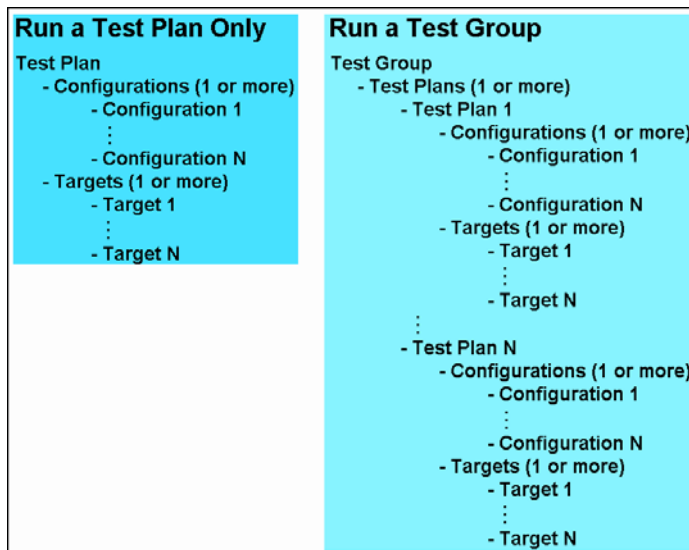 Run a Test Plan Only
Test Plan
- Configurations (1 or more)
- Configuration 1
- Configuration N
- Targets (1 or more)
- Target 1
- Target N
Run a Test Group
Test Group
- Test Plans (1 or more)
- Test Plan 1
- Configurations (1 or more)
- Configuration 1
- Configuration N
- Targets (1 or more)
- Target 1
- Target N
- Test Plan N
- Configurations (1 or more)
- Configuration 1
- Configuration N
- Targets (1 or more)
- Target 1
- Target N